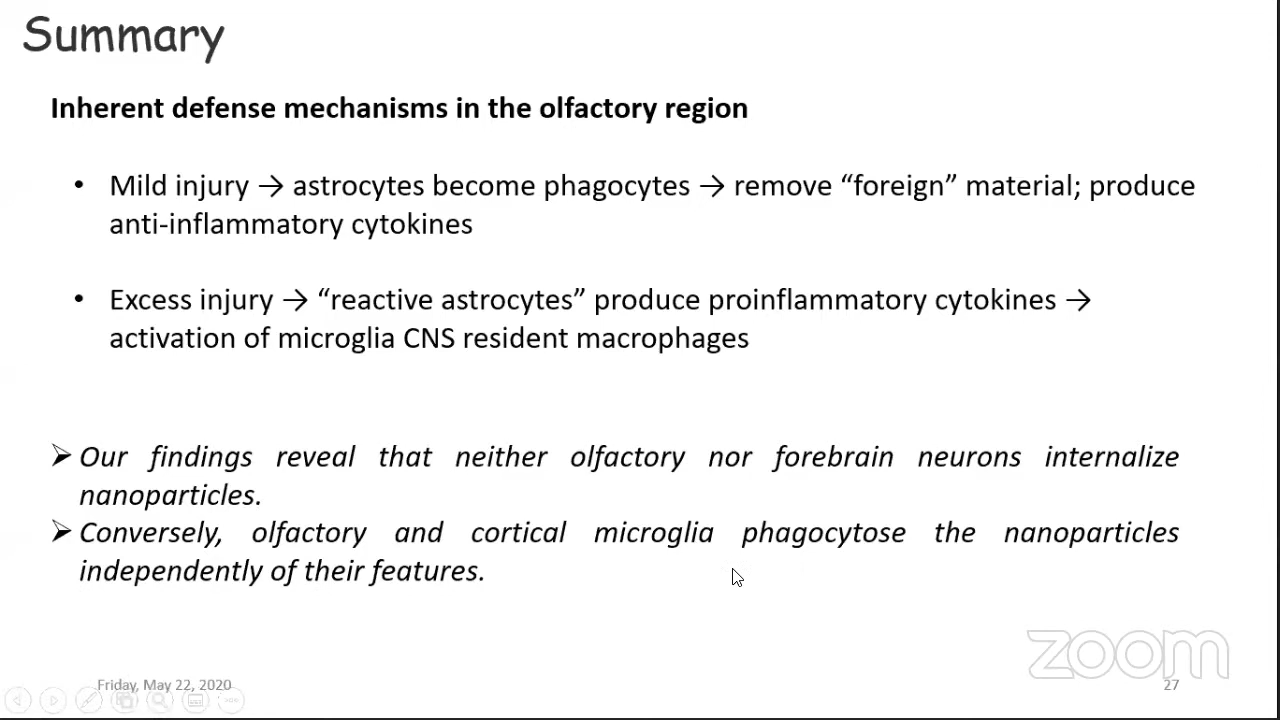 Summary
Inherent defense mechanisms in the olfactory region
• Mild injury → astrocytes become phagocytes → remove “foreign” material; produce
anti-inflammatory cytokines
• Excess injury → “reactive astrocytes” produce proinflammatory cytokines →
activation of microglia CNS resident macrophages
➢ Our findings reveal that neither olfactory nor forebrain neurons internalize
nanoparticles.
➢ Conversely, olfactory and cortical microglia phagocytose the nanoparticles
independently of their features.
zoom
Friday, May 22, 2020
27